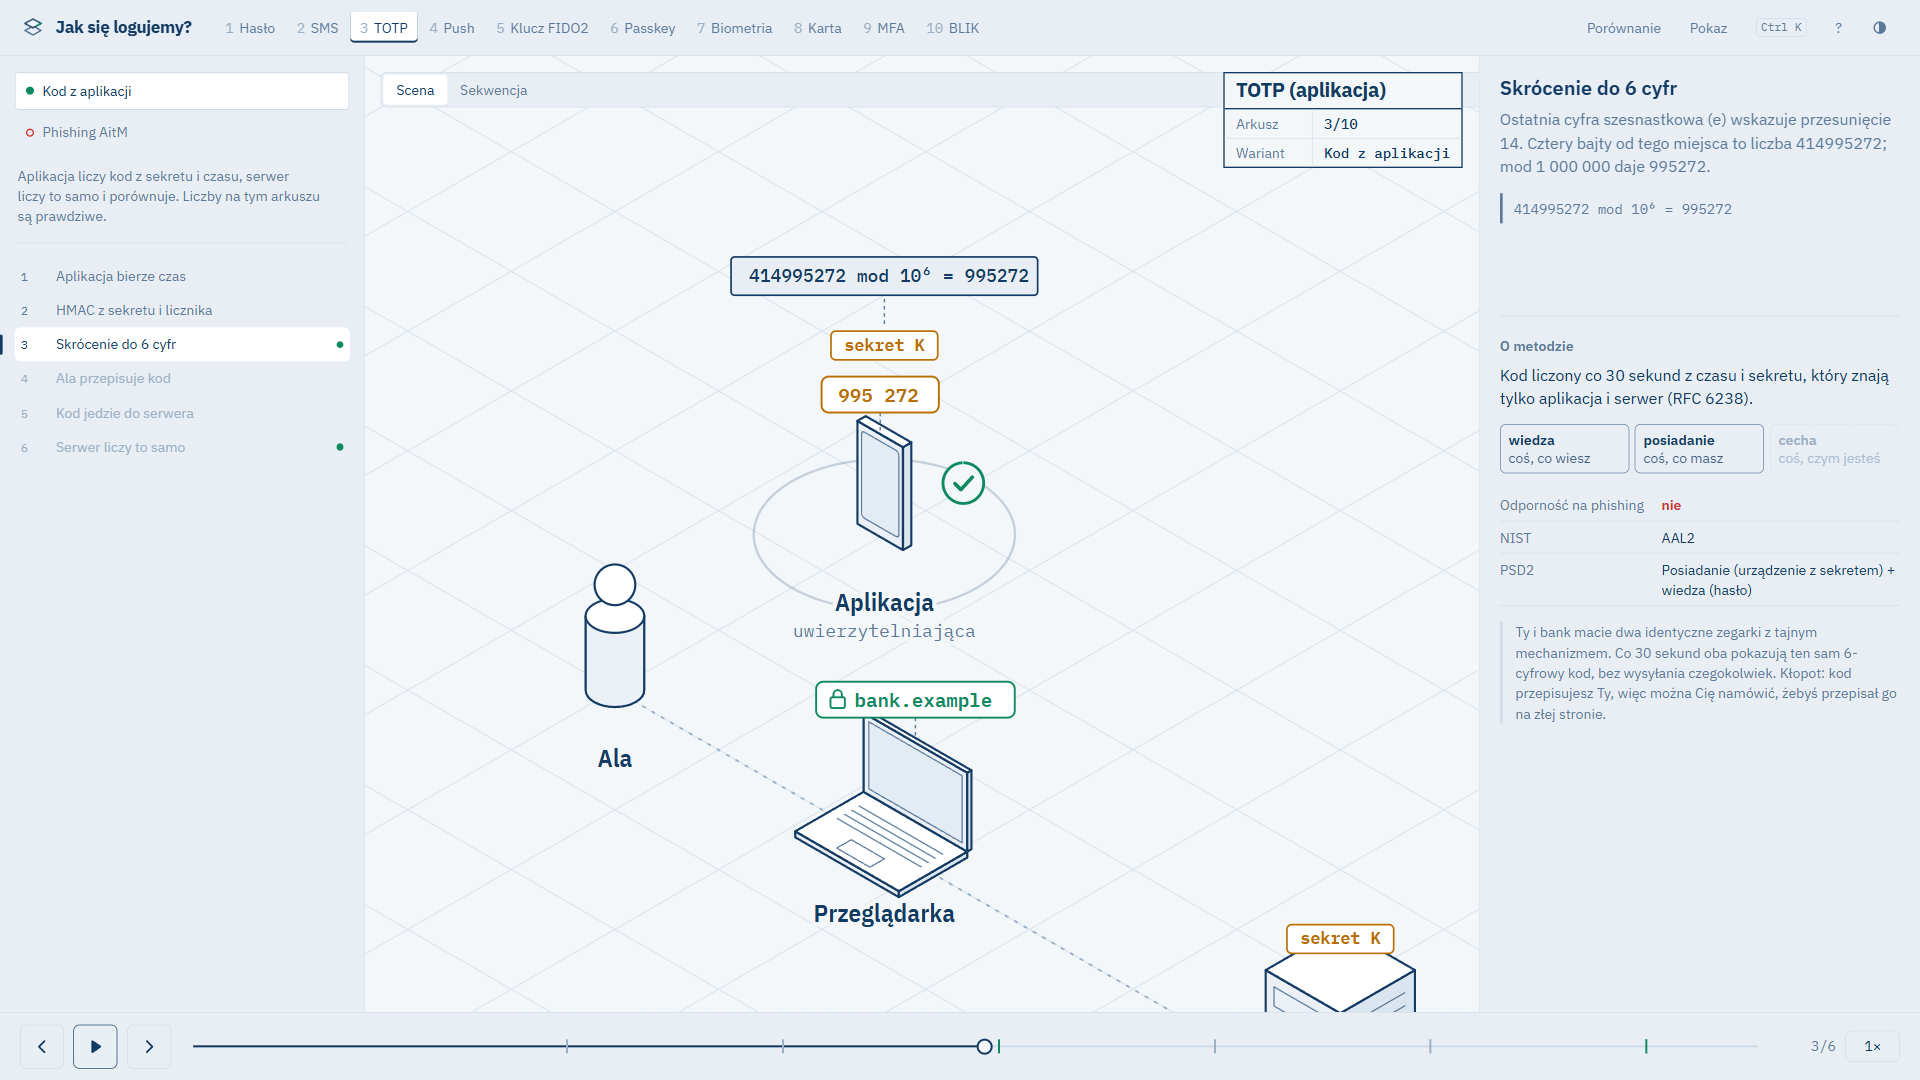 Jak się logujemy?
1 Hasło
2 SMS
3 TOTP
4 Push
5 Klucz FIDO2
6 Passkey
7 Biometria
8 Karta
9 MFA
10 BLIK
Porównanie
Pokaz
Ctrl K
?
Kod z aplikacji
Phishing AitM
Aplikacja liczy kod z sekretu i czasu, serwer
liczy to samo i porównuje. Liczby na tym arkuszu
są prawdziwe.
1 Aplikacja bierze czas
2 HMAC z sekretu i licznika
3 Skrócenie do 6 cyfr
4 Ala przepisuje kod
5 Kod jedzie do serwera
6 Serwer liczy to samo
Scena
Sekwencja
TOTP (aplikacja)
Arkusz 3/10
Wariant Kod z aplikacji
414995272 mod 10⁶ = 995272
sekret K
995 272
Aplikacja
uwierzytelniająca
Ala
bank.example
Przeglądarka
sekret K
Skrócenie do 6 cyfr
Ostatnia cyfra szesnastkowa (e) wskazuje przesunięcie
14. Cztery bajty od tego miejsca to liczba 414995272;
mod 1 000 000 daje 995272.
414995272 mod 10⁶ = 995272
O metodzie
Kod liczony co 30 sekund z czasu i sekretu, który znają
tylko aplikacja i serwer (RFC 6238).
wiedza
coś, co wiesz
posiadanie
coś, co masz
cecha
coś, czym jesteś
Odporność na phishing nie
NIST AAL2
PSD2 Posiadanie (urządzenie z sekretem) +
wiedza (hasło)
Ty i bank macie dwa identyczne zegarki z tajnym
mechanizmem. Co 30 sekund oba pokazują ten sam 6-
cyfrowy kod, bez wysyłania czegokolwiek. Kłopot: kod
przepisujesz Ty, więc można Cię namówić, żebyś przepisał go
na złej stronie.
3/6
1×